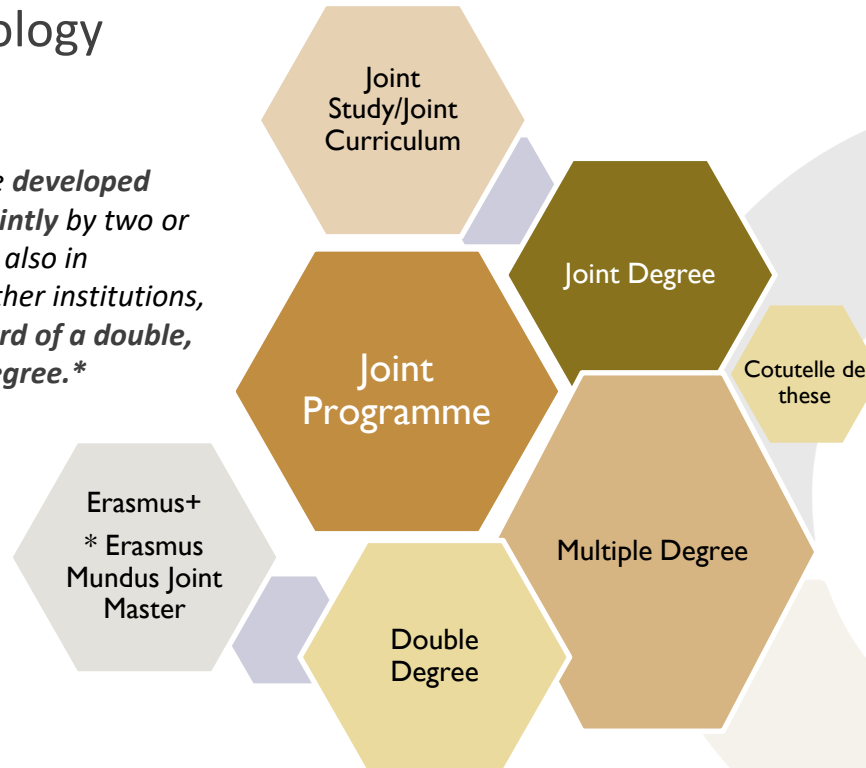 ology
developed
intly by two or
also in
ther institutions,
rd of a double,
egree.*
Joint
Study/Joint
Curriculum
Joint Degree
Joint
Programme
Cotutelle de
these
Erasmus+
* Erasmus
Mundus Joint
Master
Multiple Degree
Double
Degree